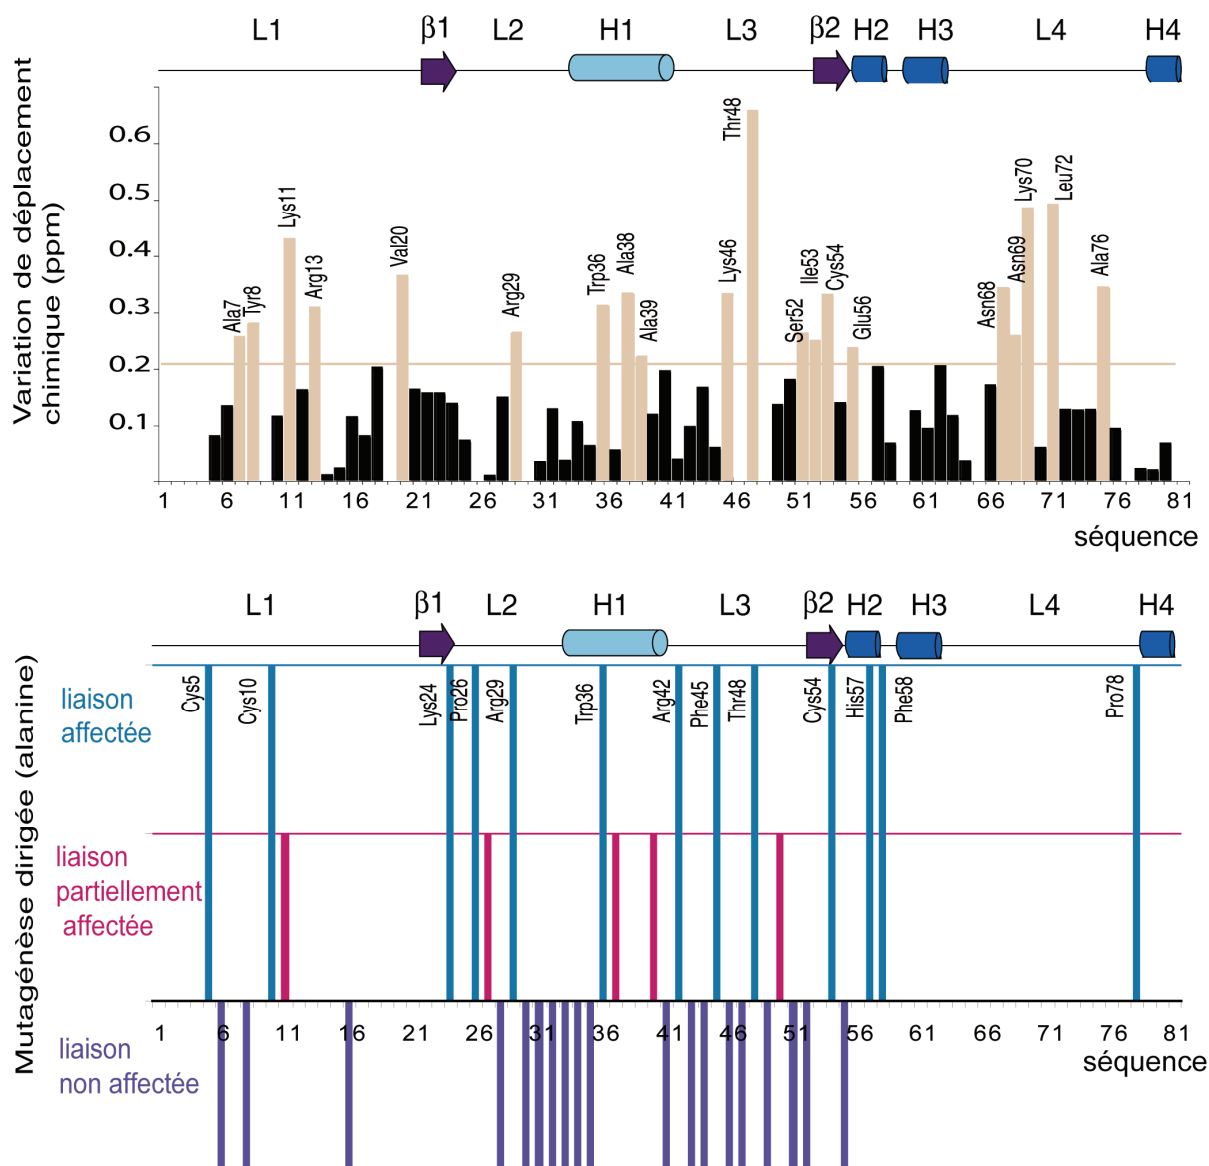 L1 β1 L2 H1 L3 β2 H2 H3 L4 H4
Variation de déplacement
chimique (ppm)
0.6
0.5
0.4
0.3
0.2
0.1
Ala7
Tyr8
Lys11
Arg13
Val20
Arg29
Trp36
Ala38
Ala39
Lys46
Thr48
Ser52
Ile53
Cys54
Glu56
Asn68
Asn69
Lys70
Leu72
Ala76
1 6 11 16 21 26 31 36 41 46 51 56 61 66 71 76 81
séquence
L1 β1 L2 H1 L3 β2 H2 H3 L4 H4
Mutagénèse dirigée (alanine)
liaison
affectée
Cys5
Cys10
Lys24
Pro26
Arg29
Trp36
Arg42
Phe45
Thr48
Cys54
His57
Phe58
Pro78
liaison
partiellement
affectée
1 6 11 16 21 26 31 36 41 46 51 56 61 66 71 76 81
séquence
liaison
non affectée